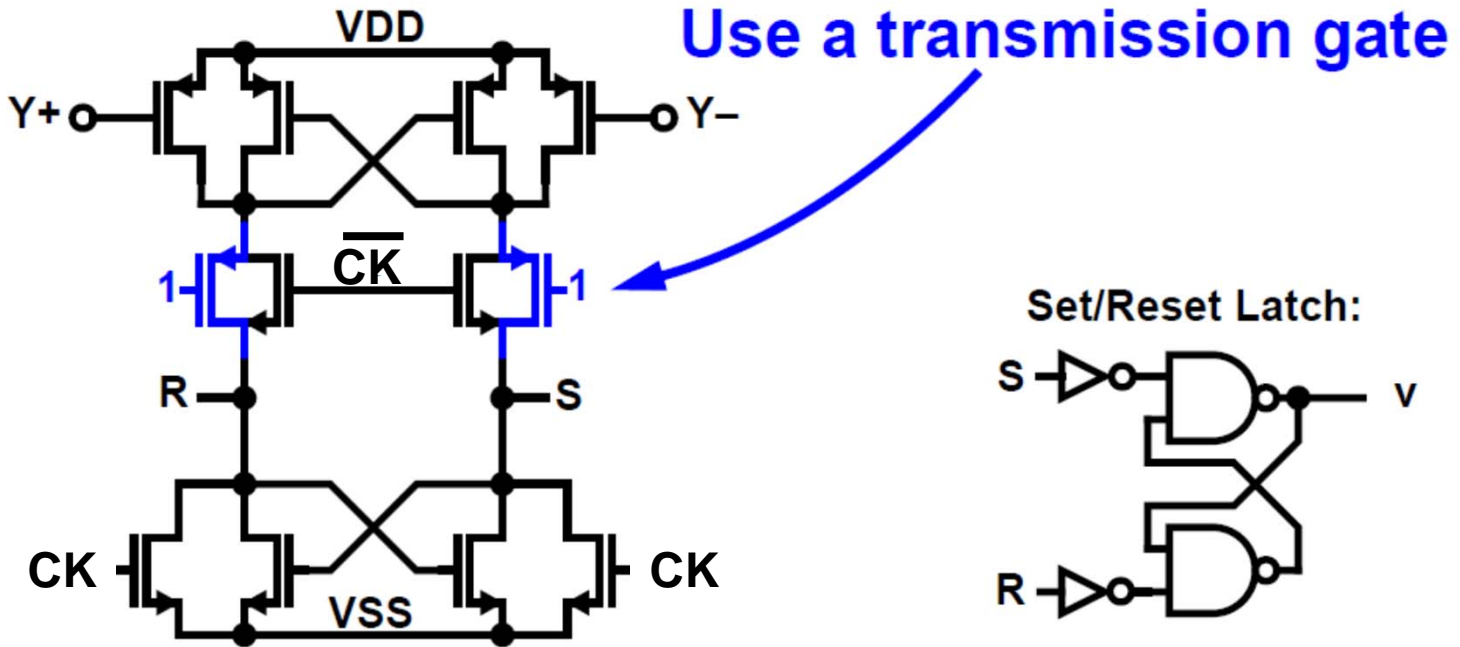 Use a transmission gate
VDD
Y+
Y–
1
CK
1
R
S
CK
CK
VSS
Set/Reset Latch:
S
v
R